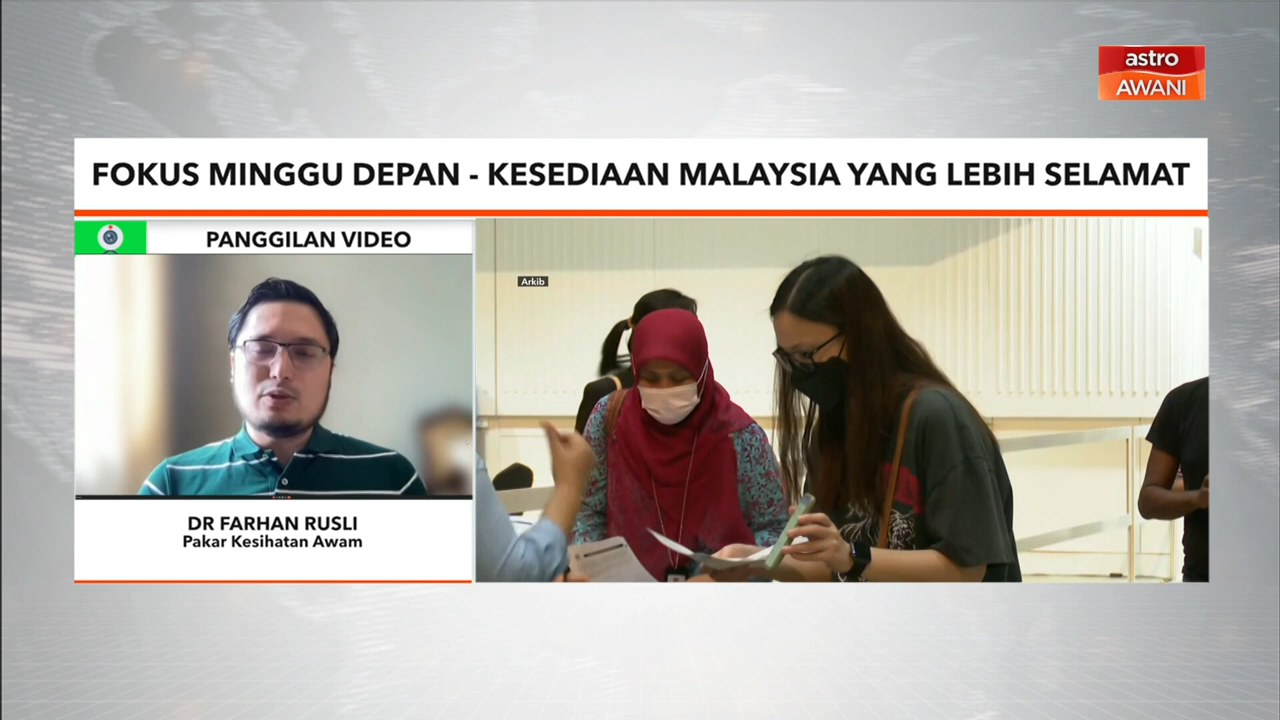 astro
AWANI
FOKUS MINGGU DEPAN - KESEDIAAN MALAYSIA YANG LEBIH SELAMAT
PANGGILAN VIDEO
Arkib
DR FARHAN RUSLI
Pakar Kesihatan Awam